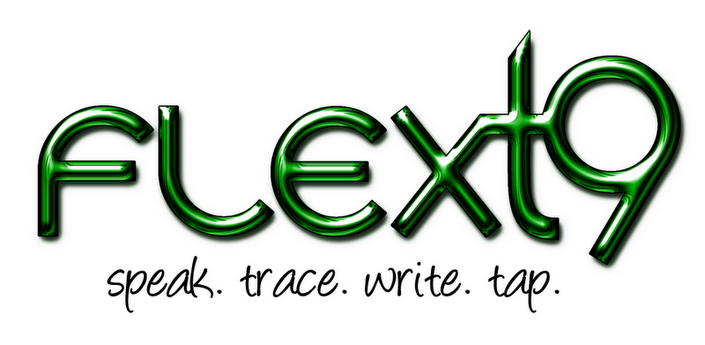 FLEXT9
speak. trace. write. tap.